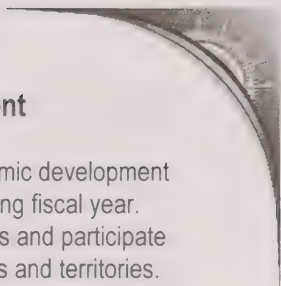 nt
mic development
ng fiscal year.
s and participate
s and territories.